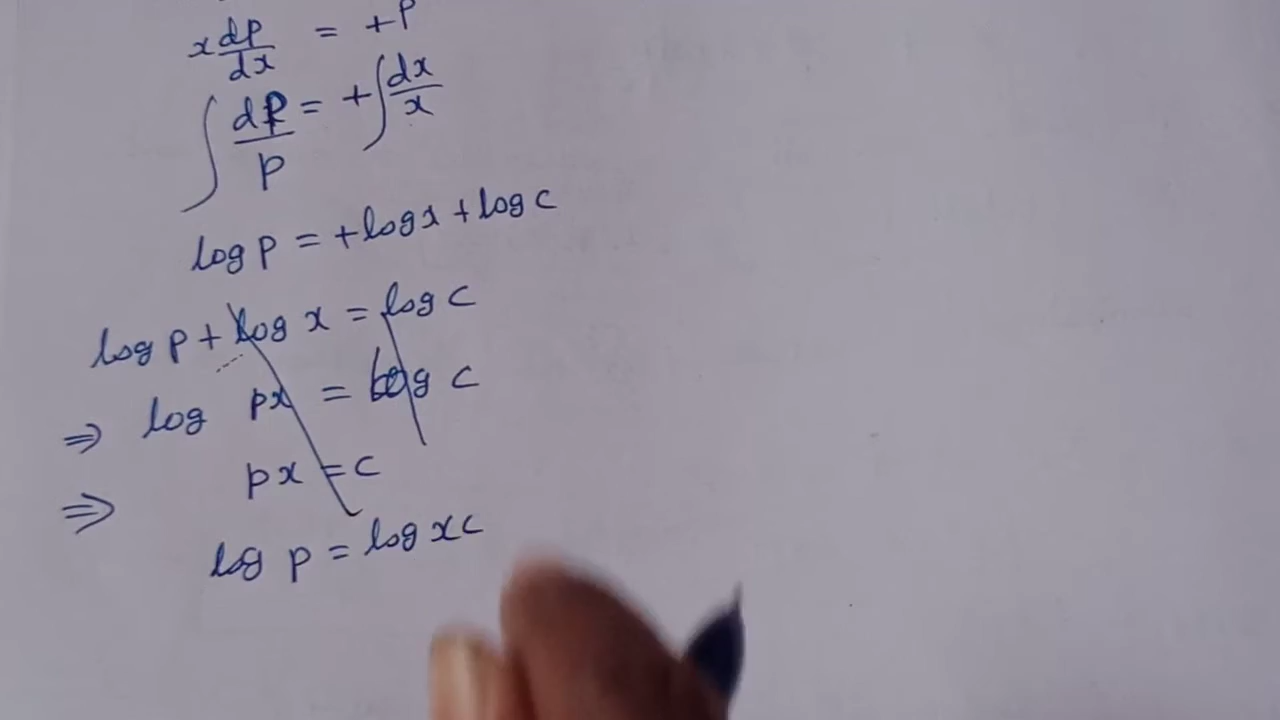 x dp/dx = +p
∫ dp/p = +∫ dx/x
log p = +log x + log c
log p + log x = log c
⇒ log px = log c
⇒ px = c
log p = log xc